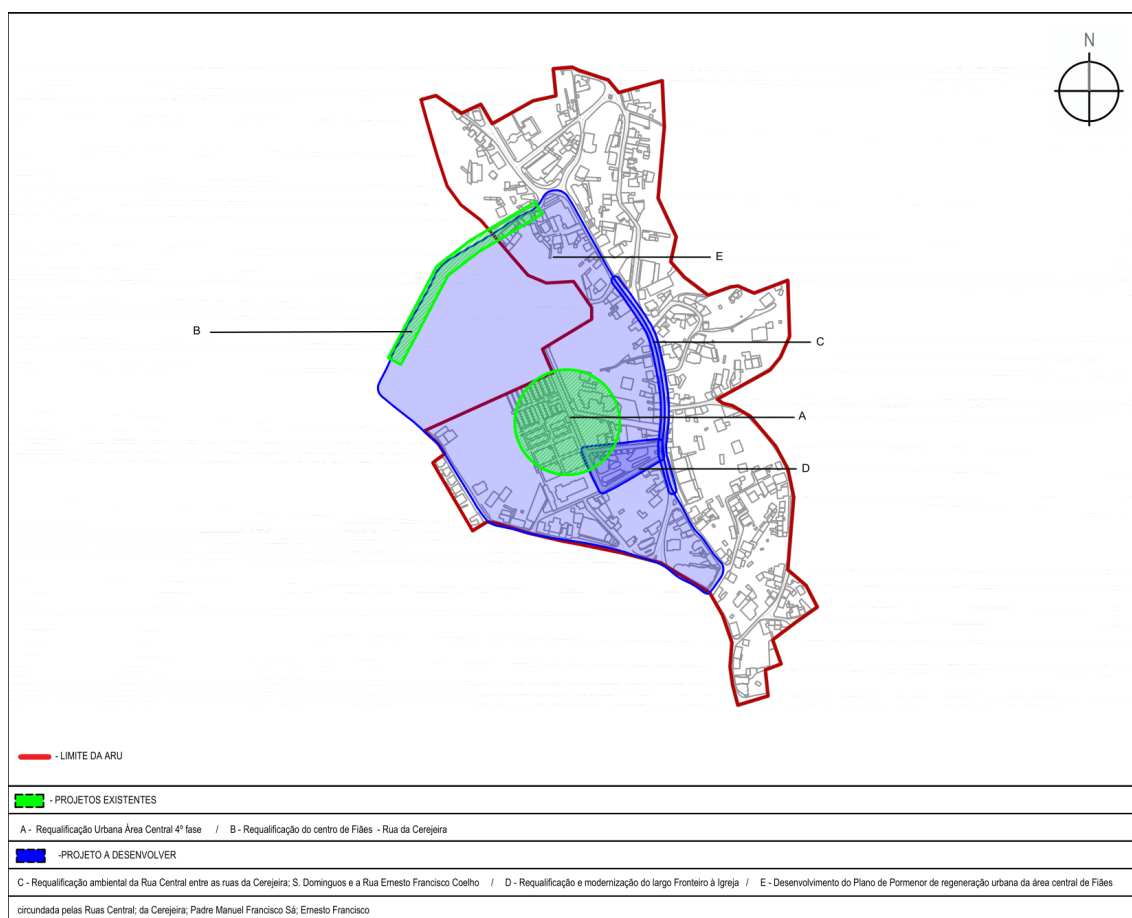 N
E
B
C
A
D
- LIMITE DA ARU
- PROJETOS EXISTENTES
A - Requalificação Urbana Área Central 4º fase / B - Requalificação do centro de Fiães - Rua da Cerejeira
-PROJETO A DESENVOLVER
C - Requalificação ambiental da Rua Central entre as ruas da Cerejeira; S. Dominguos e a Rua Ernesto Francisco Coelho / D - Requalificação e modernização do largo Fronteiro à Igreja / E - Desenvolvimento do Plano de Pormenor de regeneração urbana da área central de Fiães
circundada pelas Ruas Central; da Cerejeira; Padre Manuel Francisco Sá; Ernesto Francisco